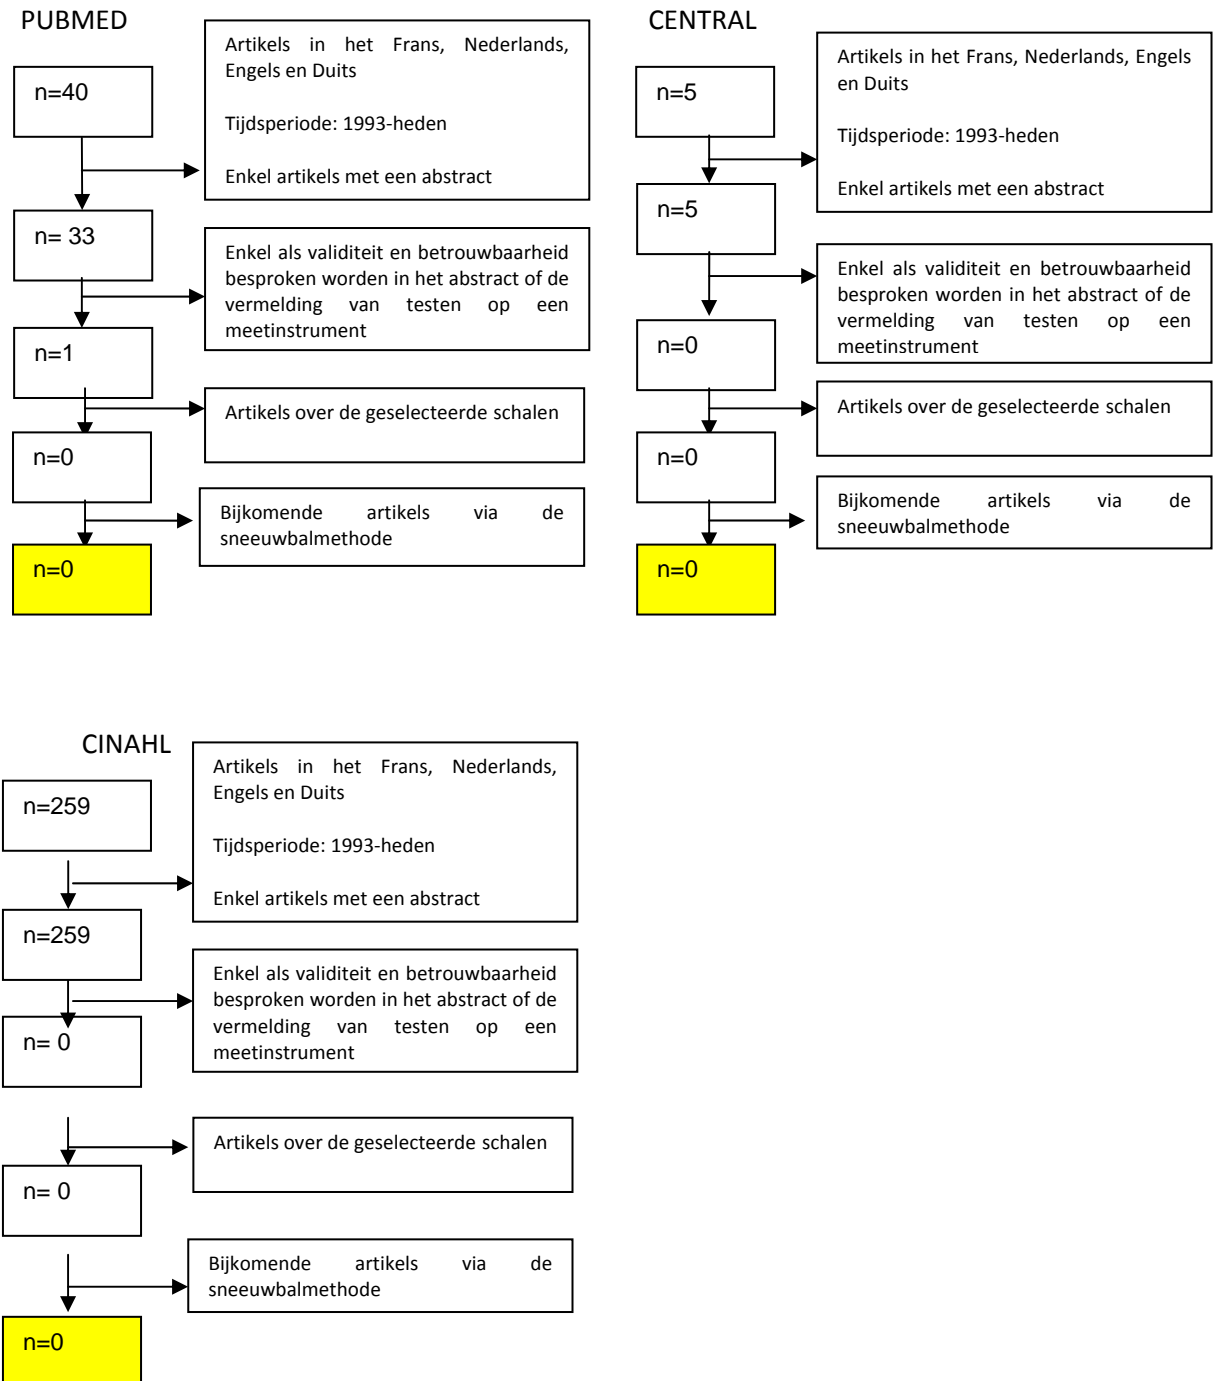 PUBMED
n=40
Artikels in het Frans, Nederlands,
Engels en Duits
Tijdsperiode: 1993-heden
Enkel artikels met een abstract
n= 33
Enkel als validiteit en betrouwbaarheid
besproken worden in het abstract of de
vermelding van testen op een
meetinstrument
n=1
Artikels over de geselecteerde schalen
n=0
Bijkomende artikels via de
sneeuwbalmethode
n=0
CENTRAL
n=5
Artikels in het Frans, Nederlands, Engels
en Duits
Tijdsperiode: 1993-heden
Enkel artikels met een abstract
n=5
Enkel als validiteit en betrouwbaarheid
besproken worden in het abstract of de
vermelding van testen op een
meetinstrument
n=0
Artikels over de geselecteerde schalen
n=0
Bijkomende artikels via de
sneeuwbalmethode
n=0
CINAHL
n=259
Artikels in het Frans, Nederlands,
Engels en Duits
Tijdsperiode: 1993-heden
Enkel artikels met een abstract
n=259
Enkel als validiteit en betrouwbaarheid
besproken worden in het abstract of de
vermelding van testen op een
meetinstrument
n= 0
Artikels over de geselecteerde schalen
n= 0
Bijkomende artikels via de
sneeuwbalmethode
n=0